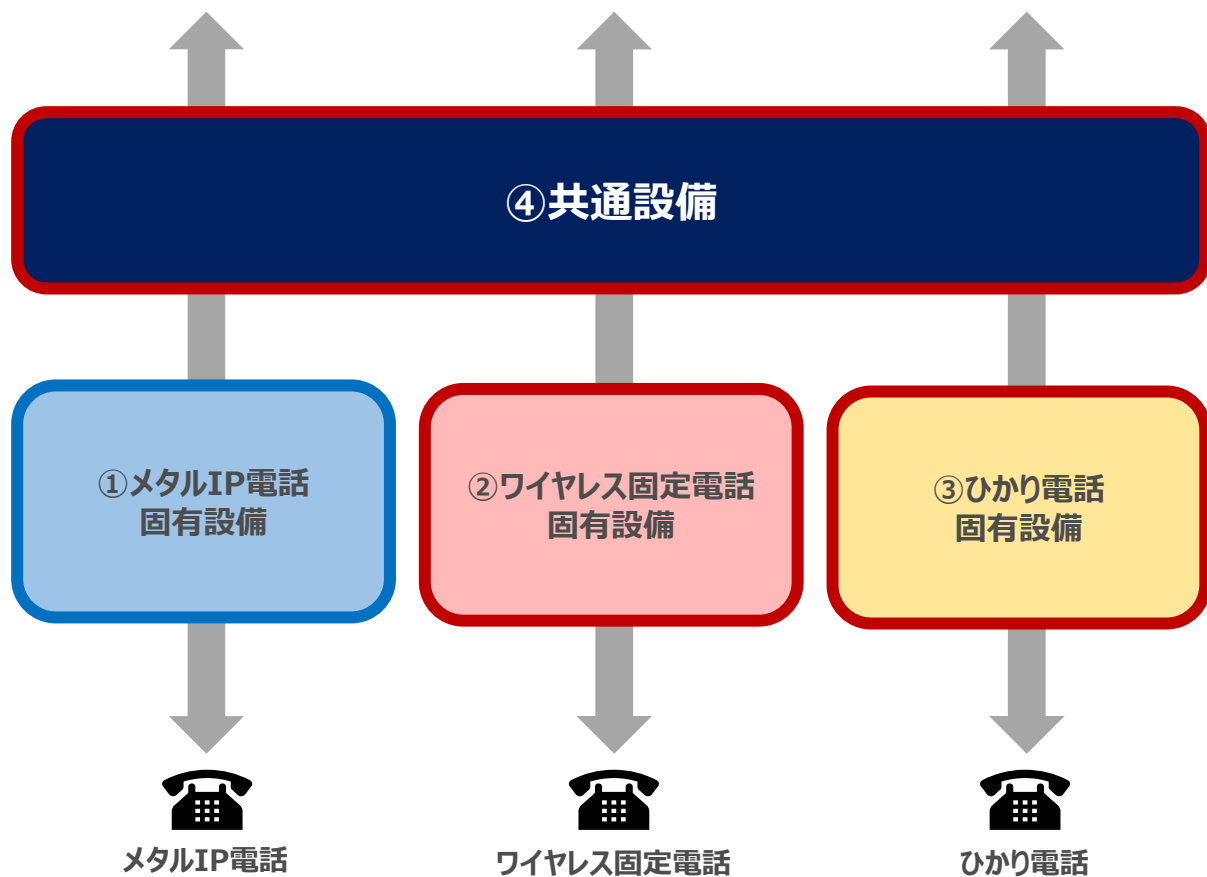 ④共通設備
①メタルIP電話
固有設備
②ワイヤレス固定電話
固有設備
③ひかり電話
固有設備
メタルIP電話
ワイヤレス固定電話
ひかり電話